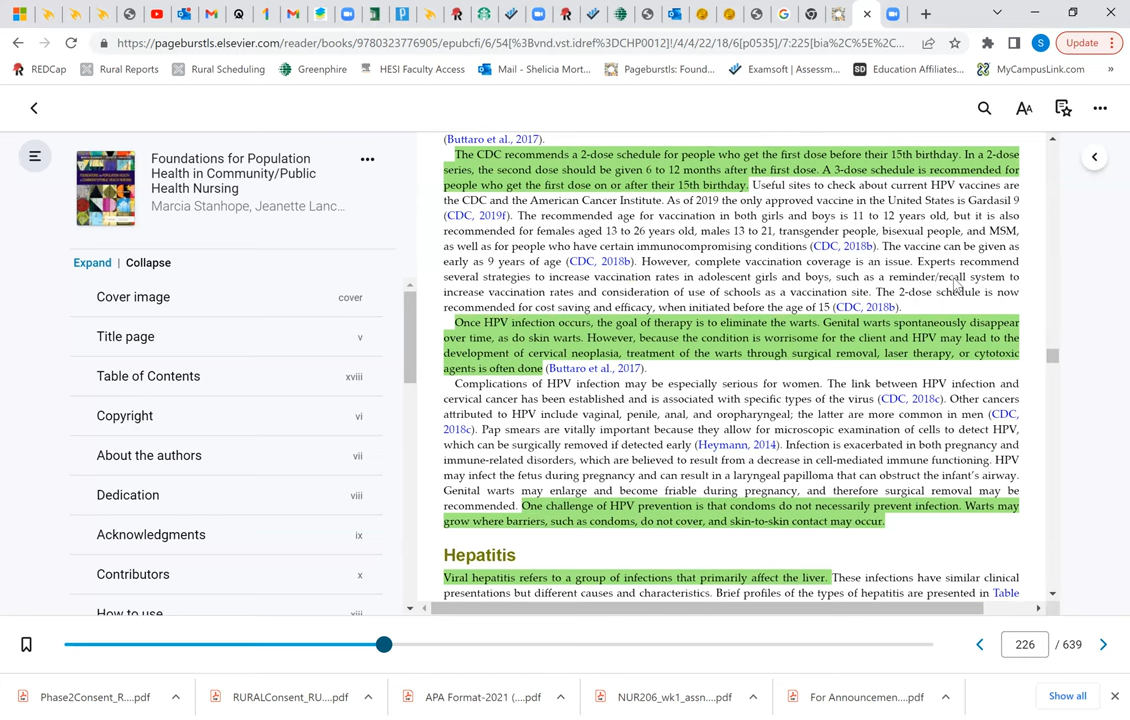 https://pageburstls.elsevier.com/reader/books/9780323776905/epubcfi/6/54[%3Bvnd.vst.idref%3DCHP0012]!/4/4/22/18/6[p0535]/7:225[bia%2C%5E%2C...
S
Update
REDCap
Rural Reports
Rural Scheduling
Greenphire
HESI Faculty Access
Mail - Shelicia Mort...
Pageburstls: Found...
Examsoft | Assessm...
SD Education Affiliates...
MyCampusLink.com
»
Foundations for Population
Health in Community/Public
Health Nursing
Marcia Stanhope, Jeanette Lanc...
Expand | Collapse
Cover image cover
Title page v
Table of Contents xviii
Copyright vi
About the authors vii
Dedication viii
Acknowledgments ix
Contributors x
How to use xiii
(Buttaro et al., 2017).
The CDC recommends a 2-dose schedule for people who get the first dose before their 15th birthday. In a 2-dose
series, the second dose should be given 6 to 12 months after the first dose. A 3-dose schedule is recommended for
people who get the first dose on or after their 15th birthday. Useful sites to check about current HPV vaccines are
the CDC and the American Cancer Institute. As of 2019 the only approved vaccine in the United States is Gardasil 9
(CDC, 2019f). The recommended age for vaccination in both girls and boys is 11 to 12 years old, but it is also
recommended for females aged 13 to 26 years old, males 13 to 21, transgender people, bisexual people, and MSM,
as well as for people who have certain immunocompromising conditions (CDC, 2018b). The vaccine can be given as
early as 9 years of age (CDC, 2018b). However, complete vaccination coverage is an issue. Experts recommend
several strategies to increase vaccination rates in adolescent girls and boys, such as a reminder/recall system to
increase vaccination rates and consideration of use of schools as a vaccination site. The 2-dose schedule is now
recommended for cost saving and efficacy, when initiated before the age of 15 (CDC, 2018b).
Once HPV infection occurs, the goal of therapy is to eliminate the warts. Genital warts spontaneously disappear
over time, as do skin warts. However, because the condition is worrisome for the client and HPV may lead to the
development of cervical neoplasia, treatment of the warts through surgical removal, laser therapy, or cytotoxic
agents is often done (Buttaro et al., 2017).
Complications of HPV infection may be especially serious for women. The link between HPV infection and
cervical cancer has been established and is associated with specific types of the virus (CDC, 2018c). Other cancers
attributed to HPV include vaginal, penile, anal, and oropharyngeal; the latter are more common in men (CDC,
2018c). Pap smears are vitally important because they allow for microscopic examination of cells to detect HPV,
which can be surgically removed if detected early (Heymann, 2014). Infection is exacerbated in both pregnancy and
immune-related disorders, which are believed to result from a decrease in cell-mediated immune functioning. HPV
may infect the fetus during pregnancy and can result in a laryngeal papilloma that can obstruct the infant's airway.
Genital warts may enlarge and become friable during pregnancy, and therefore surgical removal may be
recommended. One challenge of HPV prevention is that condoms do not necessarily prevent infection. Warts may
grow where barriers, such as condoms, do not cover, and skin-to-skin contact may occur.
Hepatitis
Viral hepatitis refers to a group of infections that primarily affect the liver. These infections have similar clinical
presentations but different causes and characteristics. Brief profiles of the types of hepatitis are presented in Table
226 / 639
Phase2Consent_R....pdf
RURALConsent_RU....pdf
APA Format-2021 (....pdf
NUR206_wk1_assn....pdf
For Announcemen....pdf
Show all